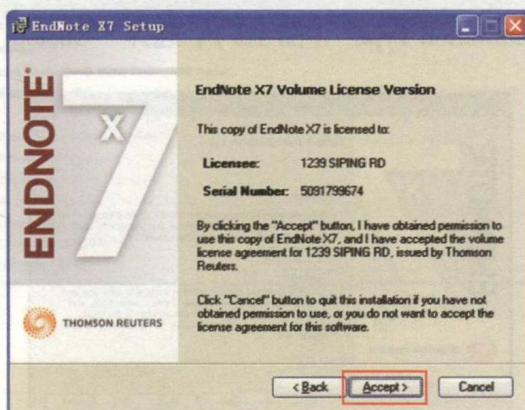 EndNote X7 Setup
ENDNOTE
X7
EndNote X7 Volume License Version
This copy of EndNote X7 is licensed to:
Licensee: 1239 SIPING RD
Serial Number: 5091799674
By clicking the "Accept" button, I have obtained permission to
use this copy of EndNote X7, and I have accepted the volume
license agreement for 1239 SIPING RD, issued by Thomson
Reuters.
Click "Cancel" button to quit this installation if you have not
obtained permission to use, or you do not want to accept the
license agreement for this software.
THOMSON REUTERS
< Back
Accept >
Cancel